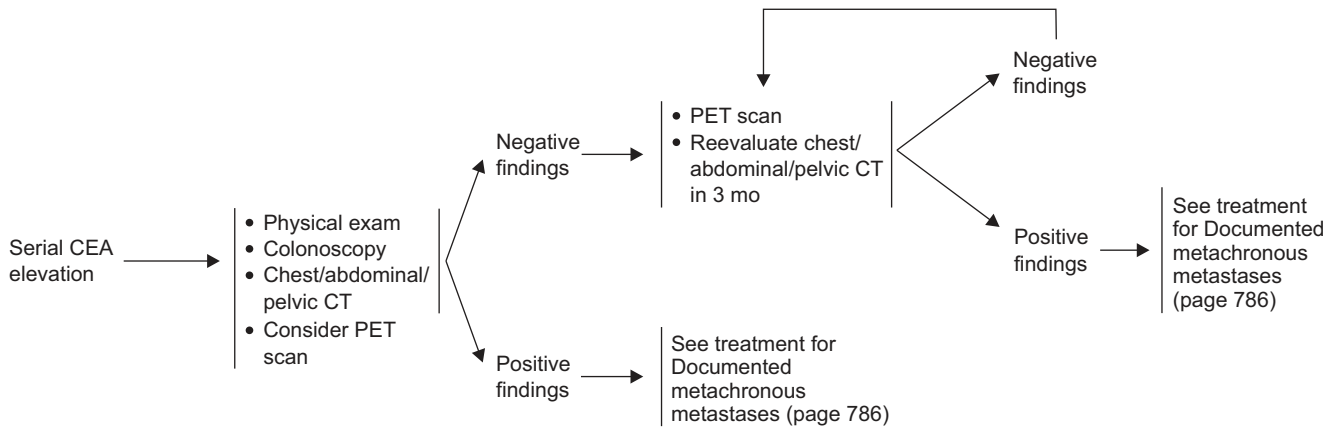 Serial CEA
elevation
• Physical exam
• Colonoscopy
• Chest/abdominal/
pelvic CT
• Consider PET
scan
Negative
findings
• PET scan
• Reevaluate chest/
abdominal/pelvic CT
in 3 mo
Negative
findings
Positive
findings
See treatment
for Documented
metachronous
metastases
(page 786)
Positive
findings
See treatment for
Documented
metachronous
metastases (page 786)